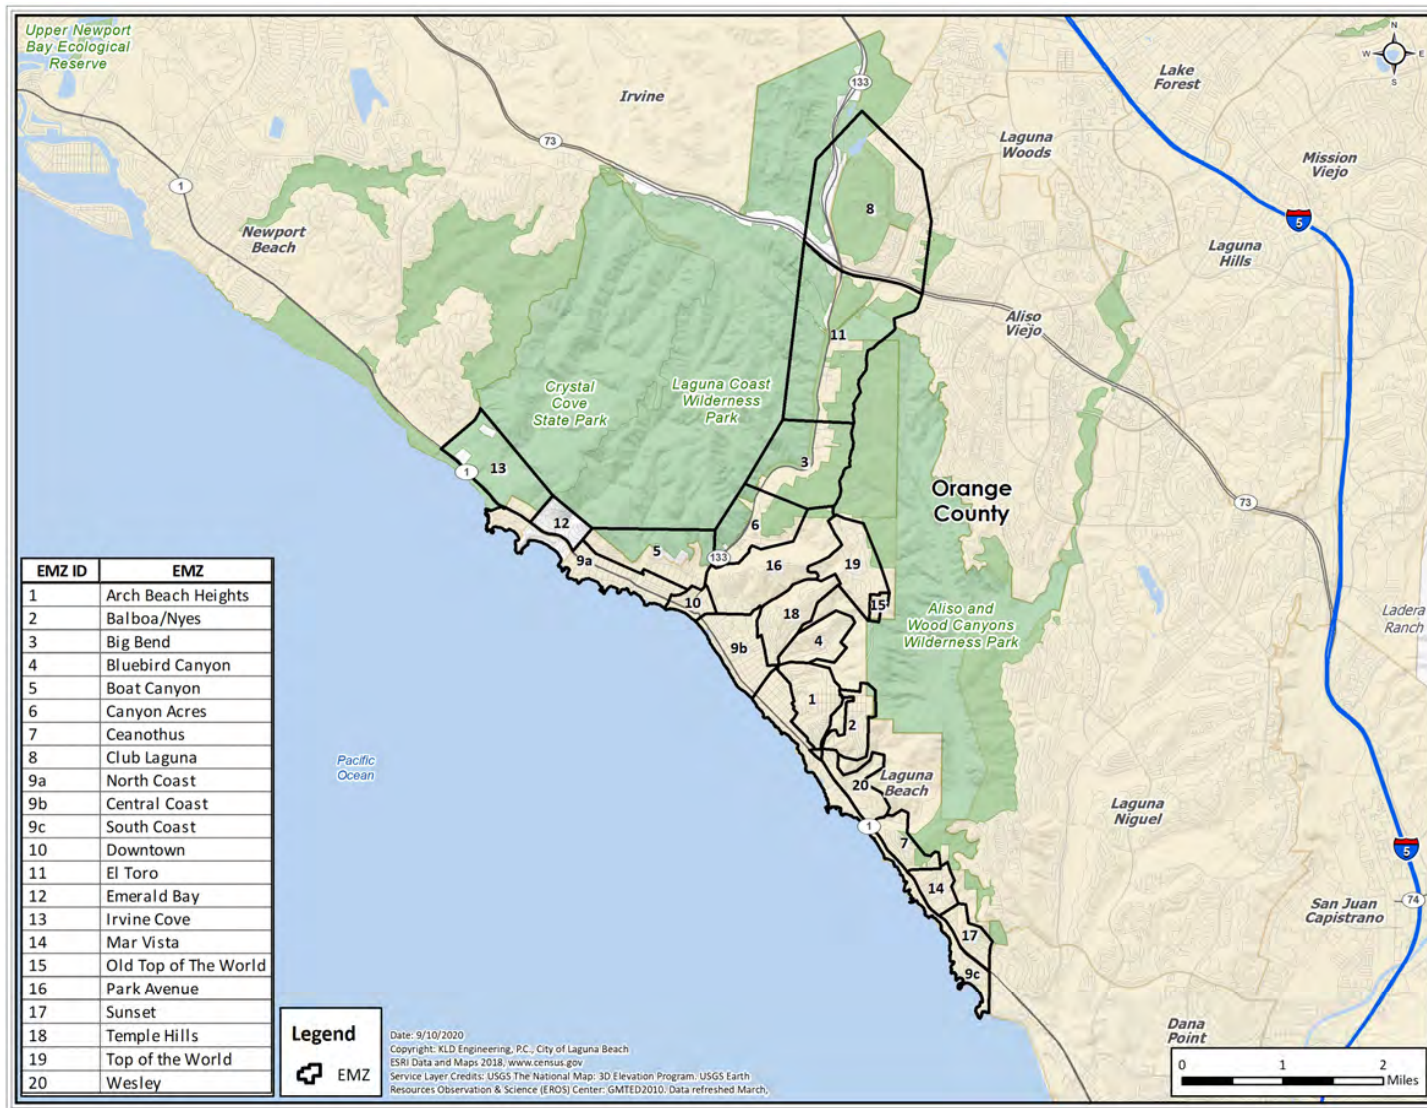 Upper Newport
Bay Ecological
Reserve
N
W E
S
Lake
Forest
133
Irvine
73
Laguna
Woods
Mission
Viejo
1
8
5
Newport
Beach
Laguna
Hills
11
Aliso
Viejo
Crystal
Cove
State Park
Laguna Coast
Wilderness
Park
13
1
3
Orange
County
73
12
6
5
133
9a
16
19
10
15
18
Aliso and
Wood Canyons
Wilderness Park
Ladera
Ranch
4
9b
1
2
Pacific
Ocean
Laguna
Beach
20
Laguna
Niguel
1
7
5
14
San Juan
Capistrano
74
17
9c
Dana
Point
EMZ ID EMZ
1 Arch Beach Heights
2 Balboa/Nyes
3 Big Bend
4 Bluebird Canyon
5 Boat Canyon
6 Canyon Acres
7 Ceanothus
8 Club Laguna
9a North Coast
9b Central Coast
9c South Coast
10 Downtown
11 El Toro
12 Emerald Bay
13 Irvine Cove
14 Mar Vista
15 Old Top of The World
16 Park Avenue
17 Sunset
18 Temple Hills
19 Top of the World
20 Wesley
Legend
EMZ
Date: 9/10/2020
Copyright: KLD Engineering, P.C., City of Laguna Beach
ESRI Data and Maps 2018, www.census.gov
Service Layer Credits: USGS The National Map: 3D Elevation Program. USGS Earth
Resources Observation & Science (EROS) Center: GMTED2010. Data refreshed March,
0 1 2
Miles